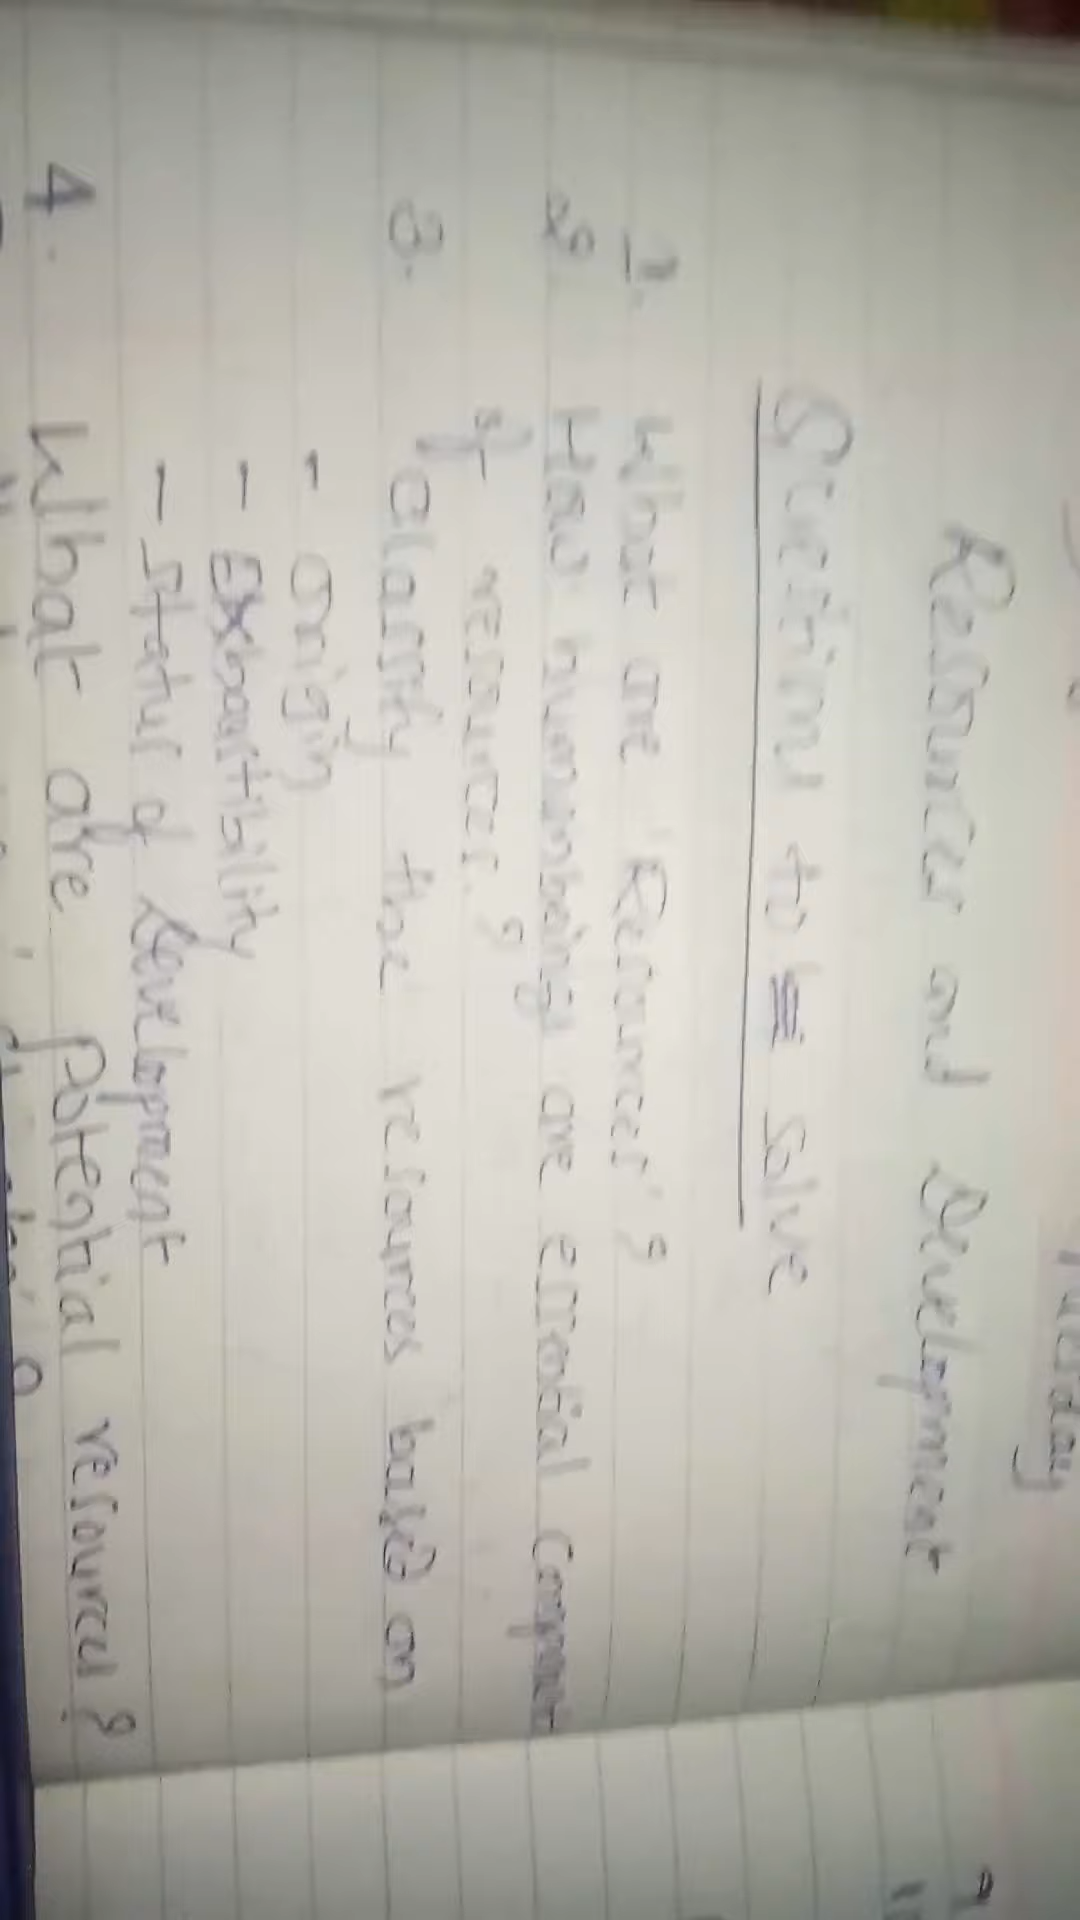 Tuesday
Resources and Development
Questions to solve
1. What are 'Resources' ?
2. How human beings are essential Component
of resources. ?
3. Classify the resources based on
- Origin
- Exhaustibility
- Status of Development
4. What are Potential resources ?